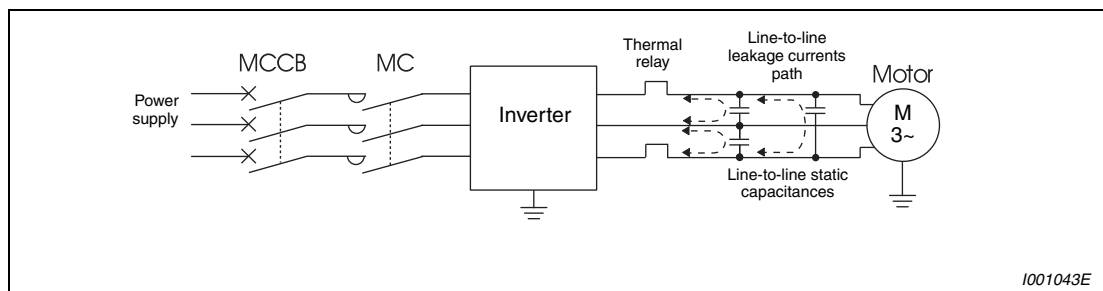 MCCB
MC
Thermal
relay
Line-to-line
leakage currents
path
Motor
Power
supply
Inverter
M
3~
Line-to-line static
capacitances
I001043E